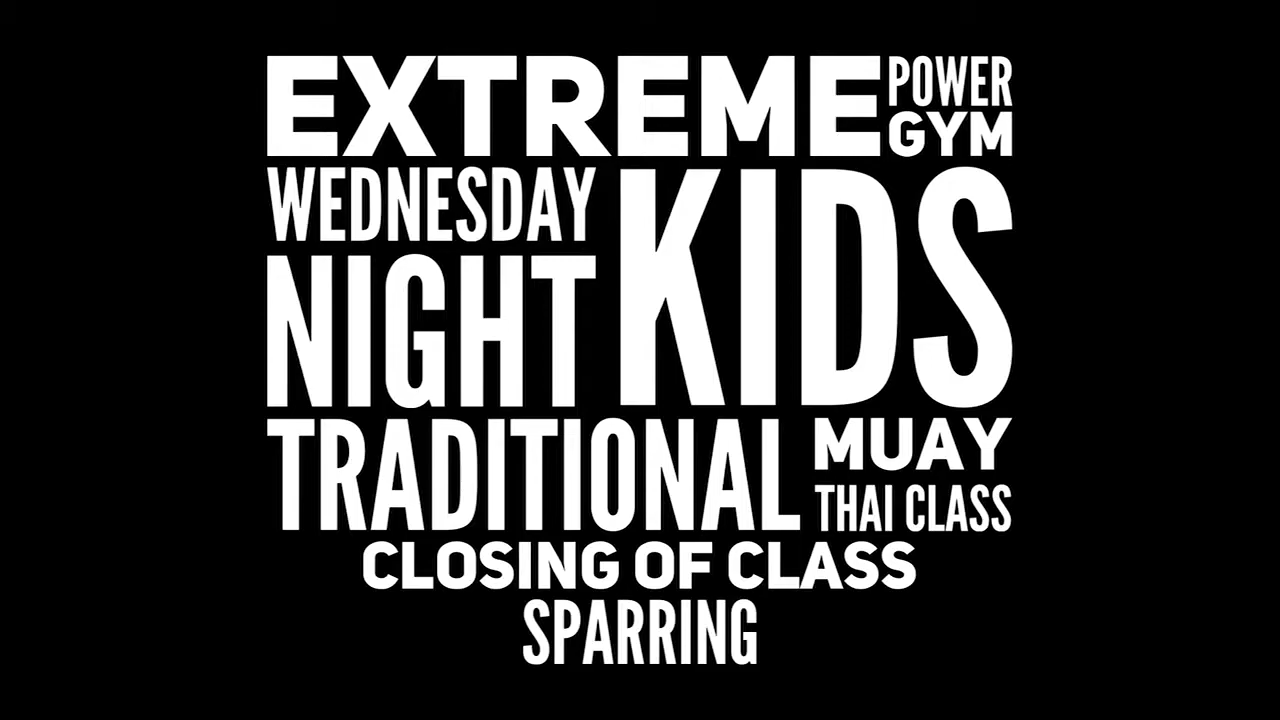 EXTREME POWER GYM
WEDNESDAY NIGHT KIDS
TRADITIONAL MUAY THAI CLASS
CLOSING OF CLASS
SPARRING